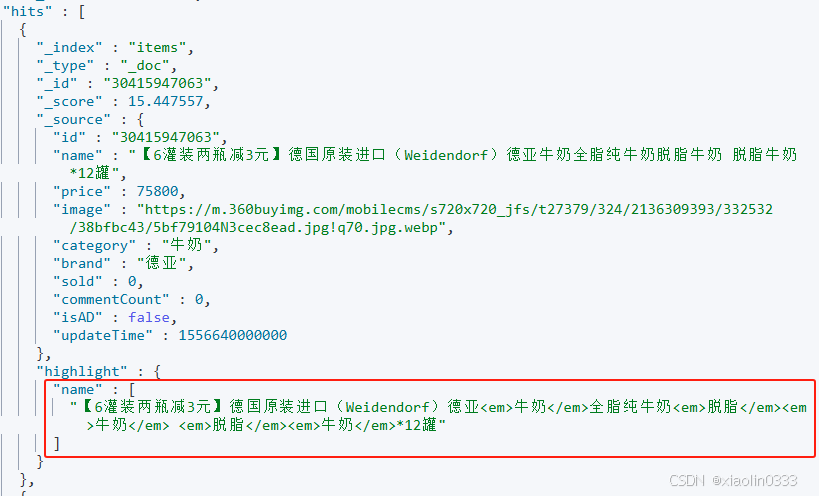 "hits" : [
{
"_index" : "items",
"_type" : "_doc",
"_id" : "30415947063",
"_score" : 15.447557,
"_source" : {
"id" : "30415947063",
"name" : "【6灌装两瓶减3元】德国原装进口（Weidendorf）德亚牛奶全脂纯牛奶脱脂牛奶 脱脂牛奶
*12罐",
"price" : 75800,
"image" : "https://m.360buyimg.com/mobilecms/s720x720_jfs/t27379/324/2136309393/332532
/38bfbc43/5bf79104N3cec8ead.jpg!q70.jpg.webp",
"category" : "牛奶",
"brand" : "德亚",
"sold" : 0,
"commentCount" : 0,
"isAD" : false,
"updateTime" : 1556640000000
},
"highlight" : {
"name" : [
"【6灌装两瓶减3元】德国原装进口（Weidendorf）德亚<em>牛奶</em>全脂纯牛奶<em>脱脂</em><em
>牛奶</em> <em>脱脂</em><em>牛奶</em>*12罐"
]
}
},
{
CSDN @xiaolin0333